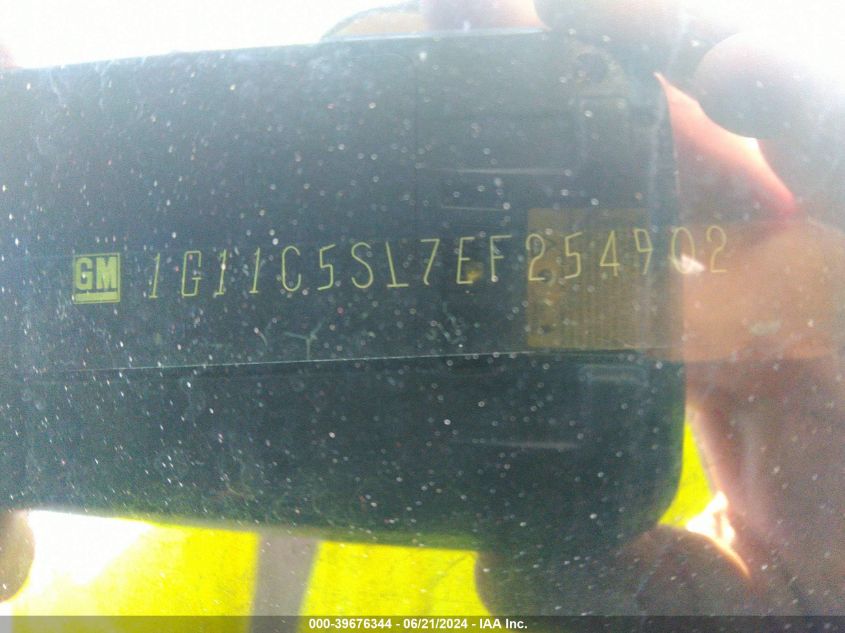 GM 1G11C5SL7EF254902
000-39676344 - 06/21/2024 - IAA Inc.